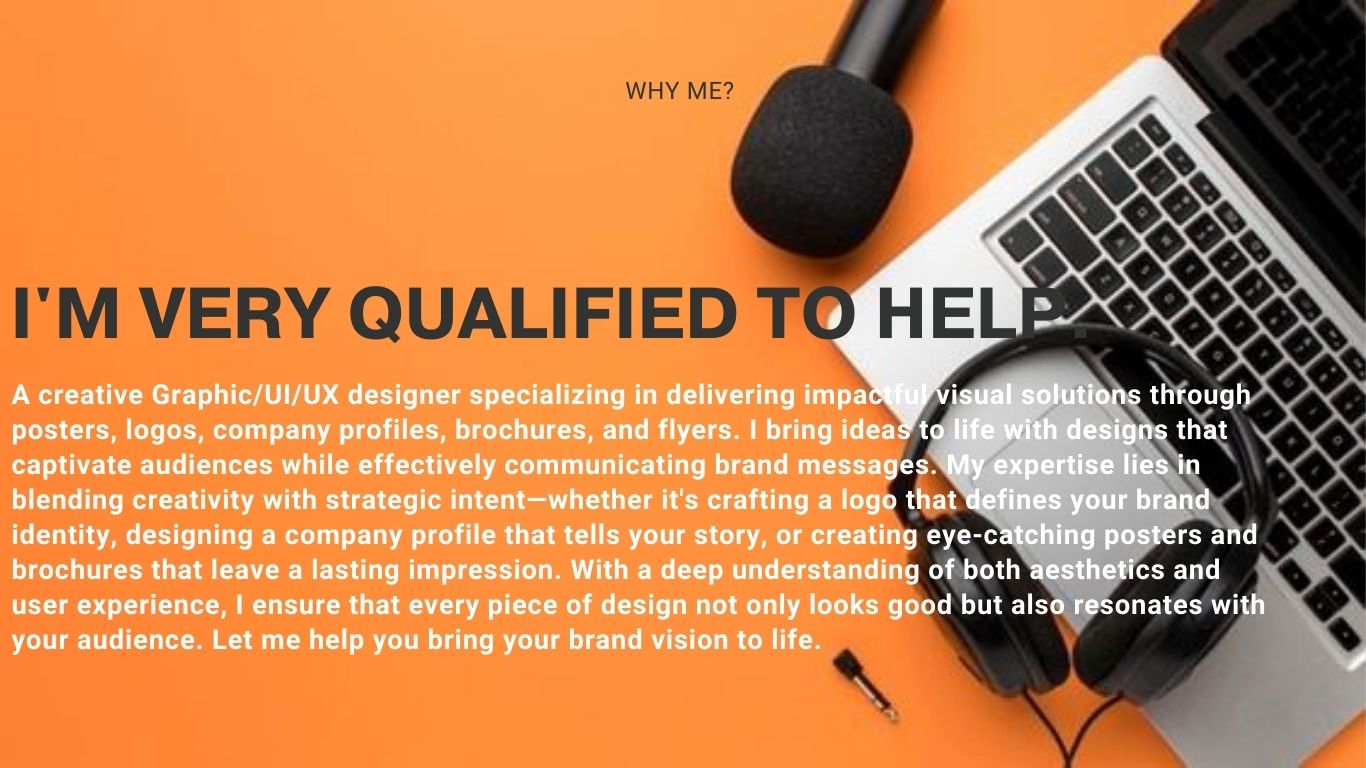 WHY ME?
I'M VERY QUALIFIED TO HELP.
A creative Graphic/UI/UX designer specializing in delivering impactful visual solutions through
posters, logos, company profiles, brochures, and flyers. I bring ideas to life with designs that
captivate audiences while effectively communicating brand messages. My expertise lies in
blending creativity with strategic intent—whether it's crafting a logo that defines your brand
identity, designing a company profile that tells your story, or creating eye-catching posters and
brochures that leave a lasting impression. With a deep understanding of both aesthetics and
user experience, I ensure that every piece of design not only looks good but also resonates with
your audience. Let me help you bring your brand vision to life.